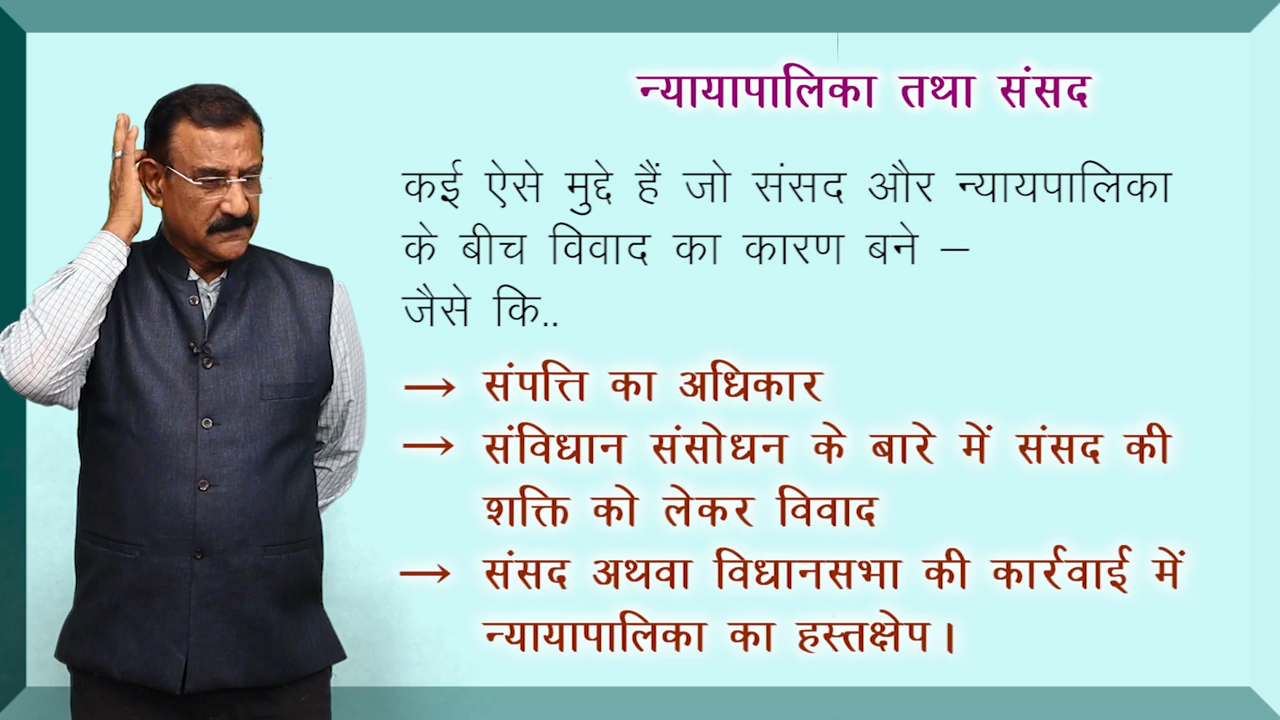 न्यायापालिका तथा संसद
कई ऐसे मुद्दे हैं जो संसद और न्यायपालिका
के बीच विवाद का कारण बने –
जैसे कि..
→ संपत्ति का अधिकार
→ संविधान संसोधन के बारे में संसद की
शक्ति को लेकर विवाद
→ संसद अथवा विधानसभा की कार्रवाई में
न्यायापालिका का हस्तक्षेप।